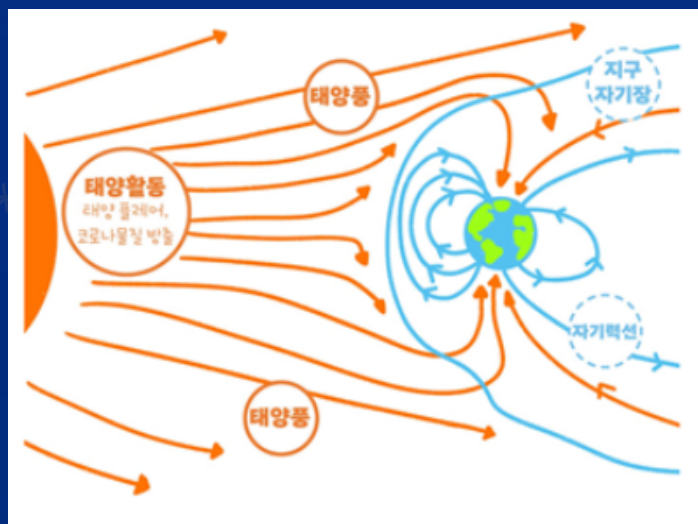 태양풍
지구
자기장
태양활동
태양 플레어,
코로나물질 방출
자기력선
태양풍